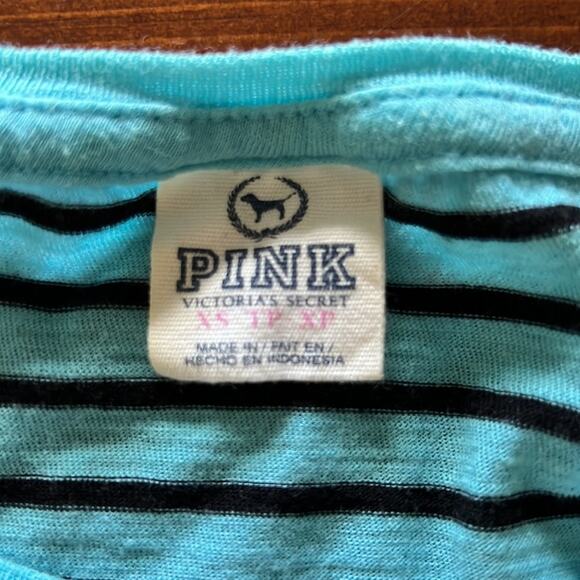 PINK
VICTORIA'S SECRET
XS TP XP
MADE IN / FAIT EN /
HECHO EN INDONESIA